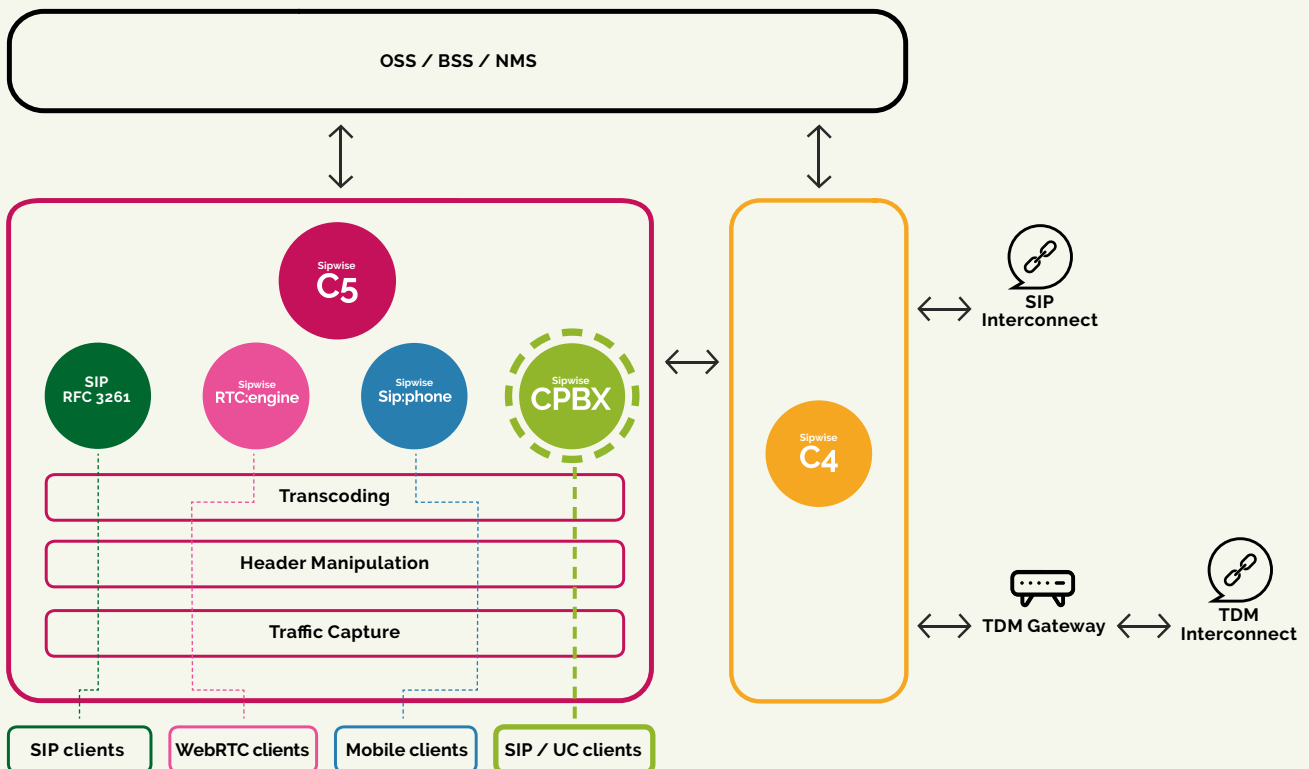 OSS / BSS / NMS
Sipwise
C5
SIP
RFC 3261
Sipwise
RTC:engine
Sipwise
Sip:phone
Sipwise
CPBX
Transcoding
Header Manipulation
Traffic Capture
SIP clients
WebRTC clients
Mobile clients
SIP / UC clients
Sipwise
C4
SIP
Interconnect
TDM Gateway
TDM
Interconnect